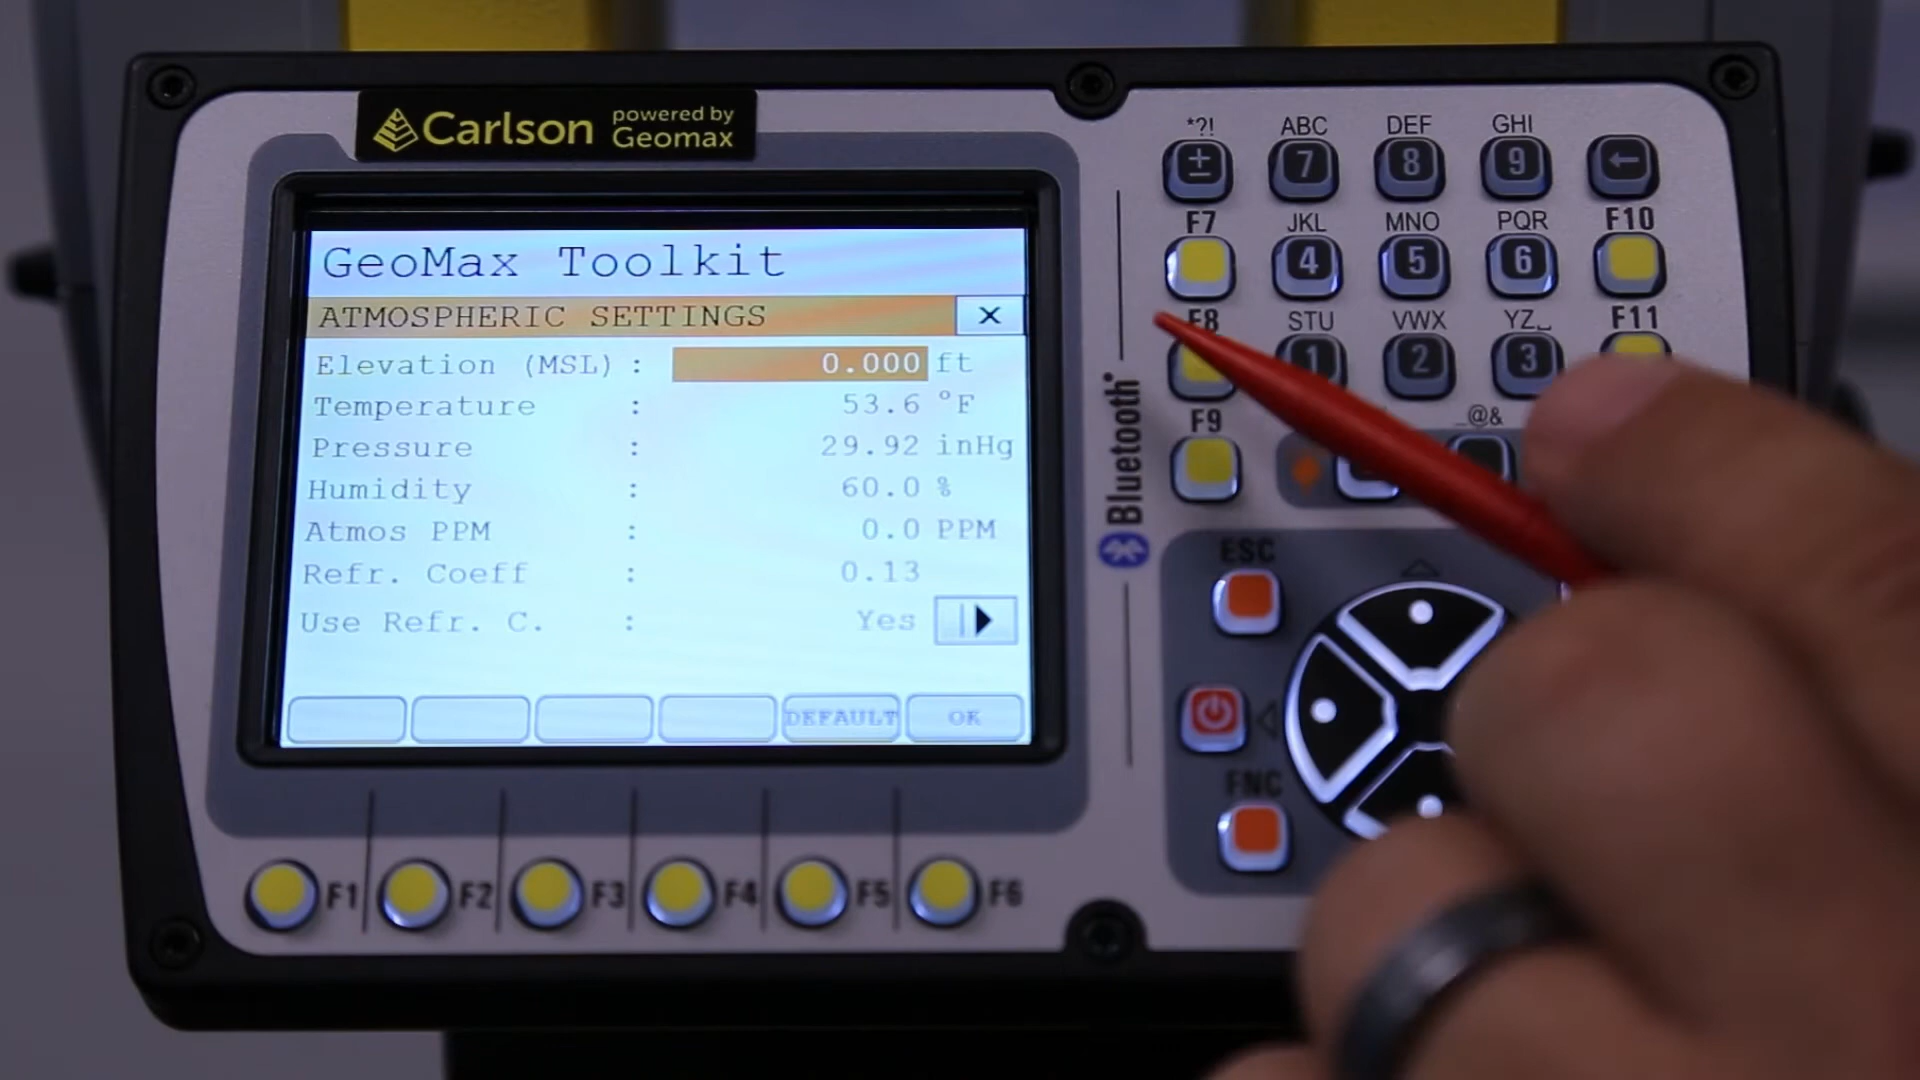 Carlson powered by Geomax
GeoMax Toolkit
ATMOSPHERIC SETTINGS X
Elevation (MSL) : 0.000 ft
Temperature : 53.6 °F
Pressure : 29.92 inHg
Humidity : 60.0 %
Atmos PPM : 0.0 PPM
Refr. Coeff : 0.13
Use Refr. C. : Yes
DEFAULT OK
F1 F2 F3 F4 F5 F6
Bluetooth
*?! ABC DEF GHI
± 7 8 9 ←
F7 JKL MNO PQR F10
4 5 6
F8 STU VWX YZ F11
1 2 3
F9 _@&
ESC
FNC